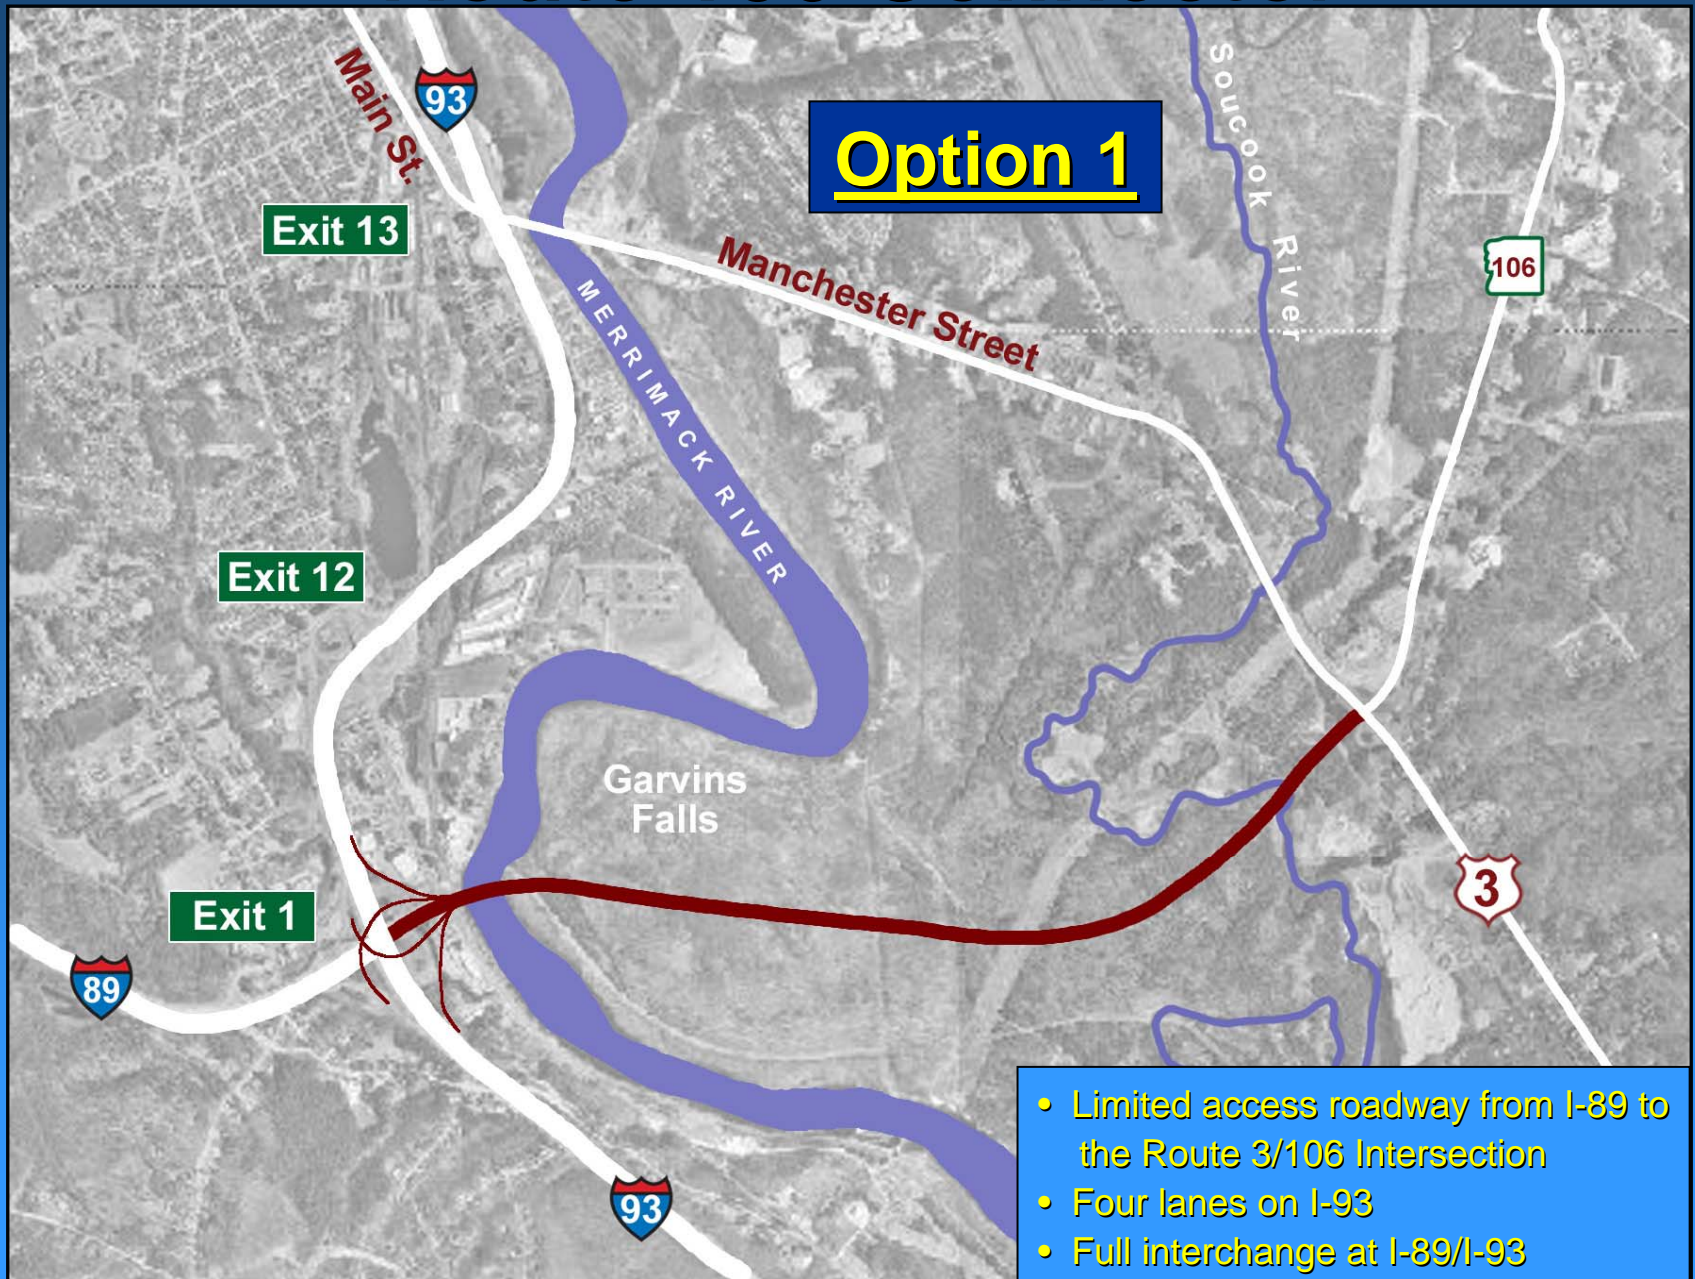 Option 1
Main St.
93
Exit 13
Manchester Street
Soucook River
106
MERRIMACK RIVER
Exit 12
Garvins
Falls
Exit 1
3
89
93
• Limited access roadway from I-89 to
the Route 3/106 Intersection
• Four lanes on I-93
• Full interchange at I-89/I-93